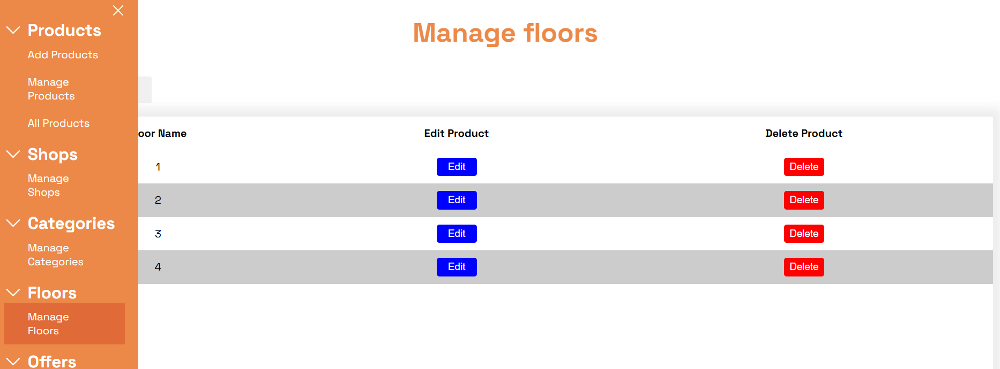 Products
Add Products
Manage
Products
All Products
Shops
Manage
Shops
Categories
Manage
Categories
Floors
Manage
Floors
Offers
Manage floors
oor Name Edit Product Delete Product
1 Edit Delete
2 Edit Delete
3 Edit Delete
4 Edit Delete